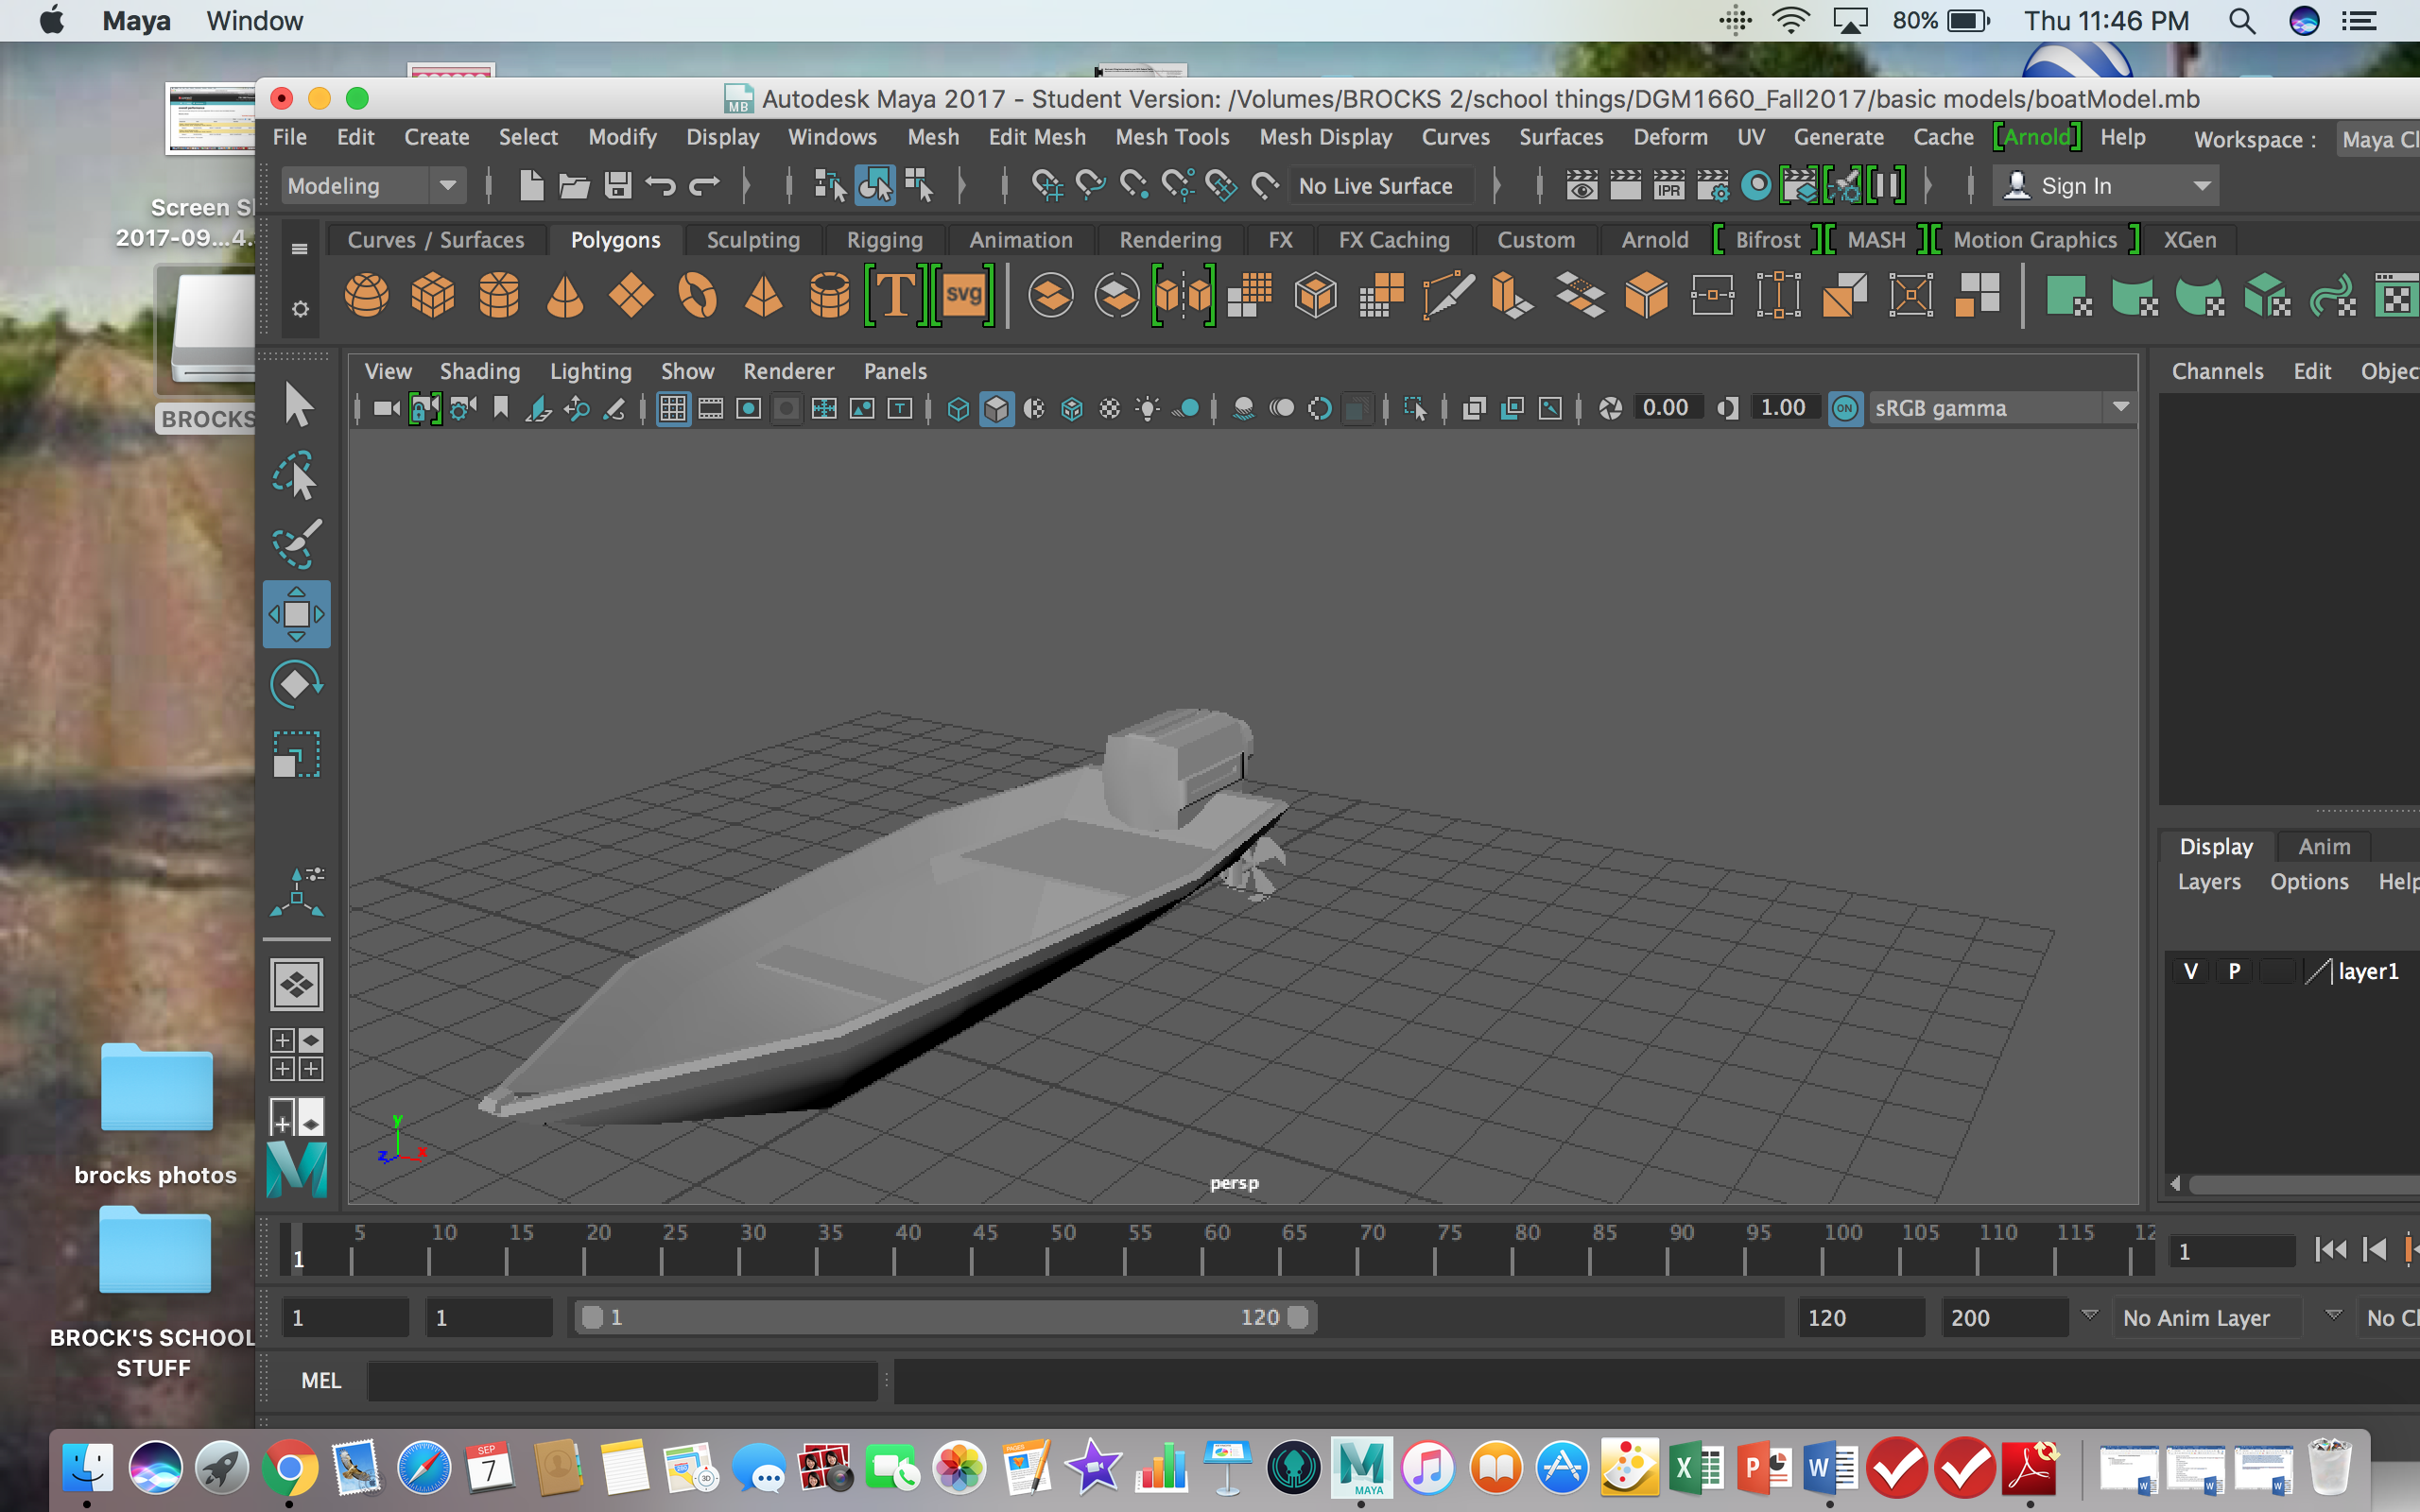 Maya Window 80% Thu 11:46 PM
Autodesk Maya 2017 - Student Version: /Volumes/BROCKS 2/school things/DGM1660_Fall2017/basic models/boatModel.mb
MB
File Edit Create Select Modify Display Windows Mesh Edit Mesh Mesh Tools Mesh Display Curves Surfaces Deform UV Generate Cache [Arnold] Help Workspace : Maya Cl
Modeling No Live Surface IPR Sign In
Screen S
2017-09...4.
Curves / Surfaces Polygons Sculpting Rigging Animation Rendering FX FX Caching Custom Arnold [ Bifrost ][ MASH ][ Motion Graphics ] XGen
T svg
View Shading Lighting Show Renderer Panels
Channels Edit Objec
0.00 1.00 ON sRGB gamma
BROCKS
Display Anim
Layers Options Help
V P layer1
y
z x
persp
brocks photos
BROCK'S SCHOOL
STUFF
5 10 15 20 25 30 35 40 45 50 55 60 65 70 75 80 85 90 95 100 105 110 115 12
1 1
1 1 1 120 120 200 No Anim Layer No Cl
MEL
SEP
7
3D
PAGES
MAYA
X P W
W W W